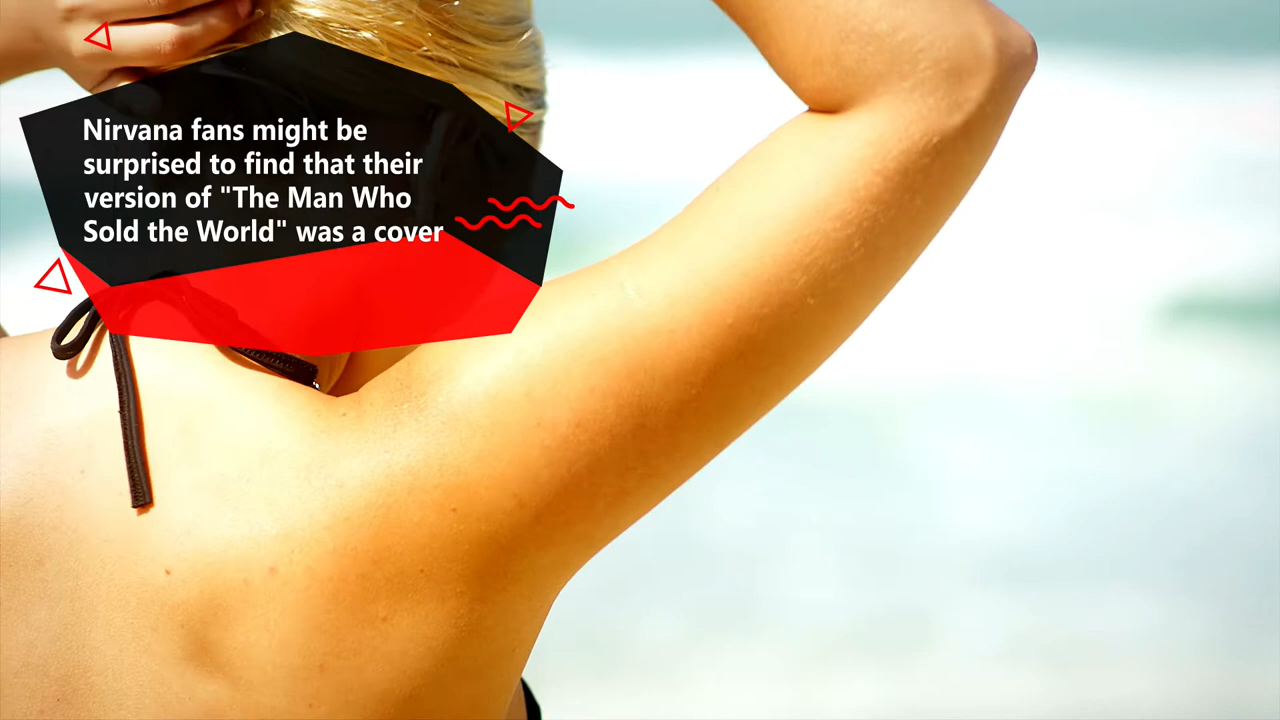 Nirvana fans might be
surprised to find that their
version of "The Man Who
Sold the World" was a cover